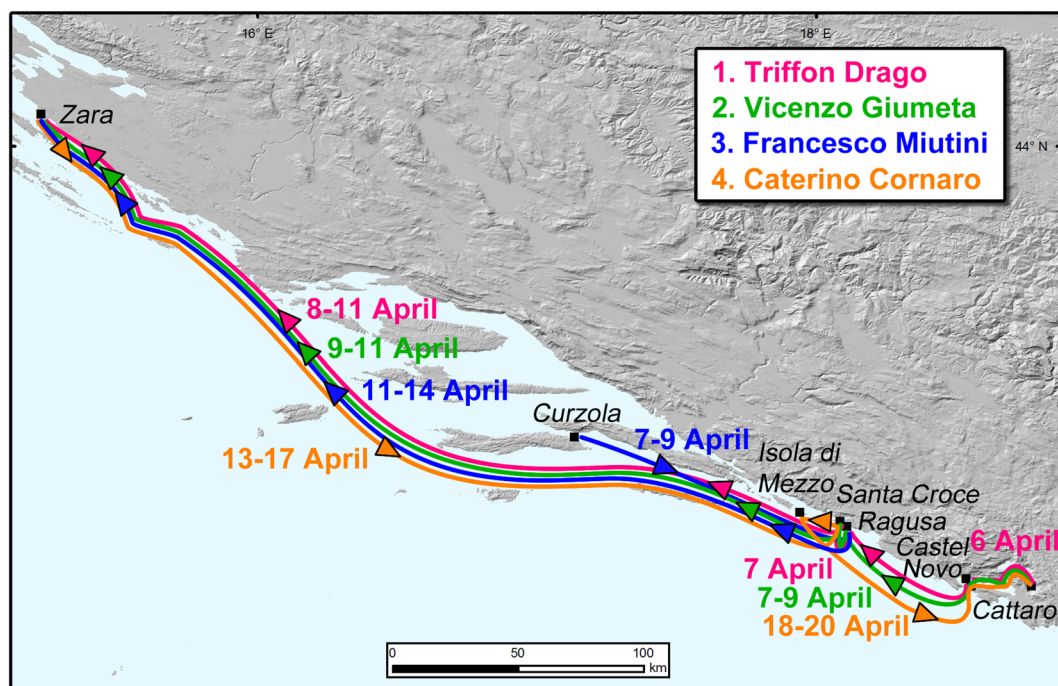 16° E
18° E
1. Triffon Drago
2. Vicenzo Giumeta
3. Francesco Miutini
4. Caterino Cornaro
Zara
44° N
8-11 April
9-11 April
11-14 April
13-17 April
Curzola
7-9 April
Isola di
Mezzo
Santa Croce
Ragusa
Castel
Novo
6 April
7 April
7-9 April
18-20 April
Cattaro
0 50 100
km